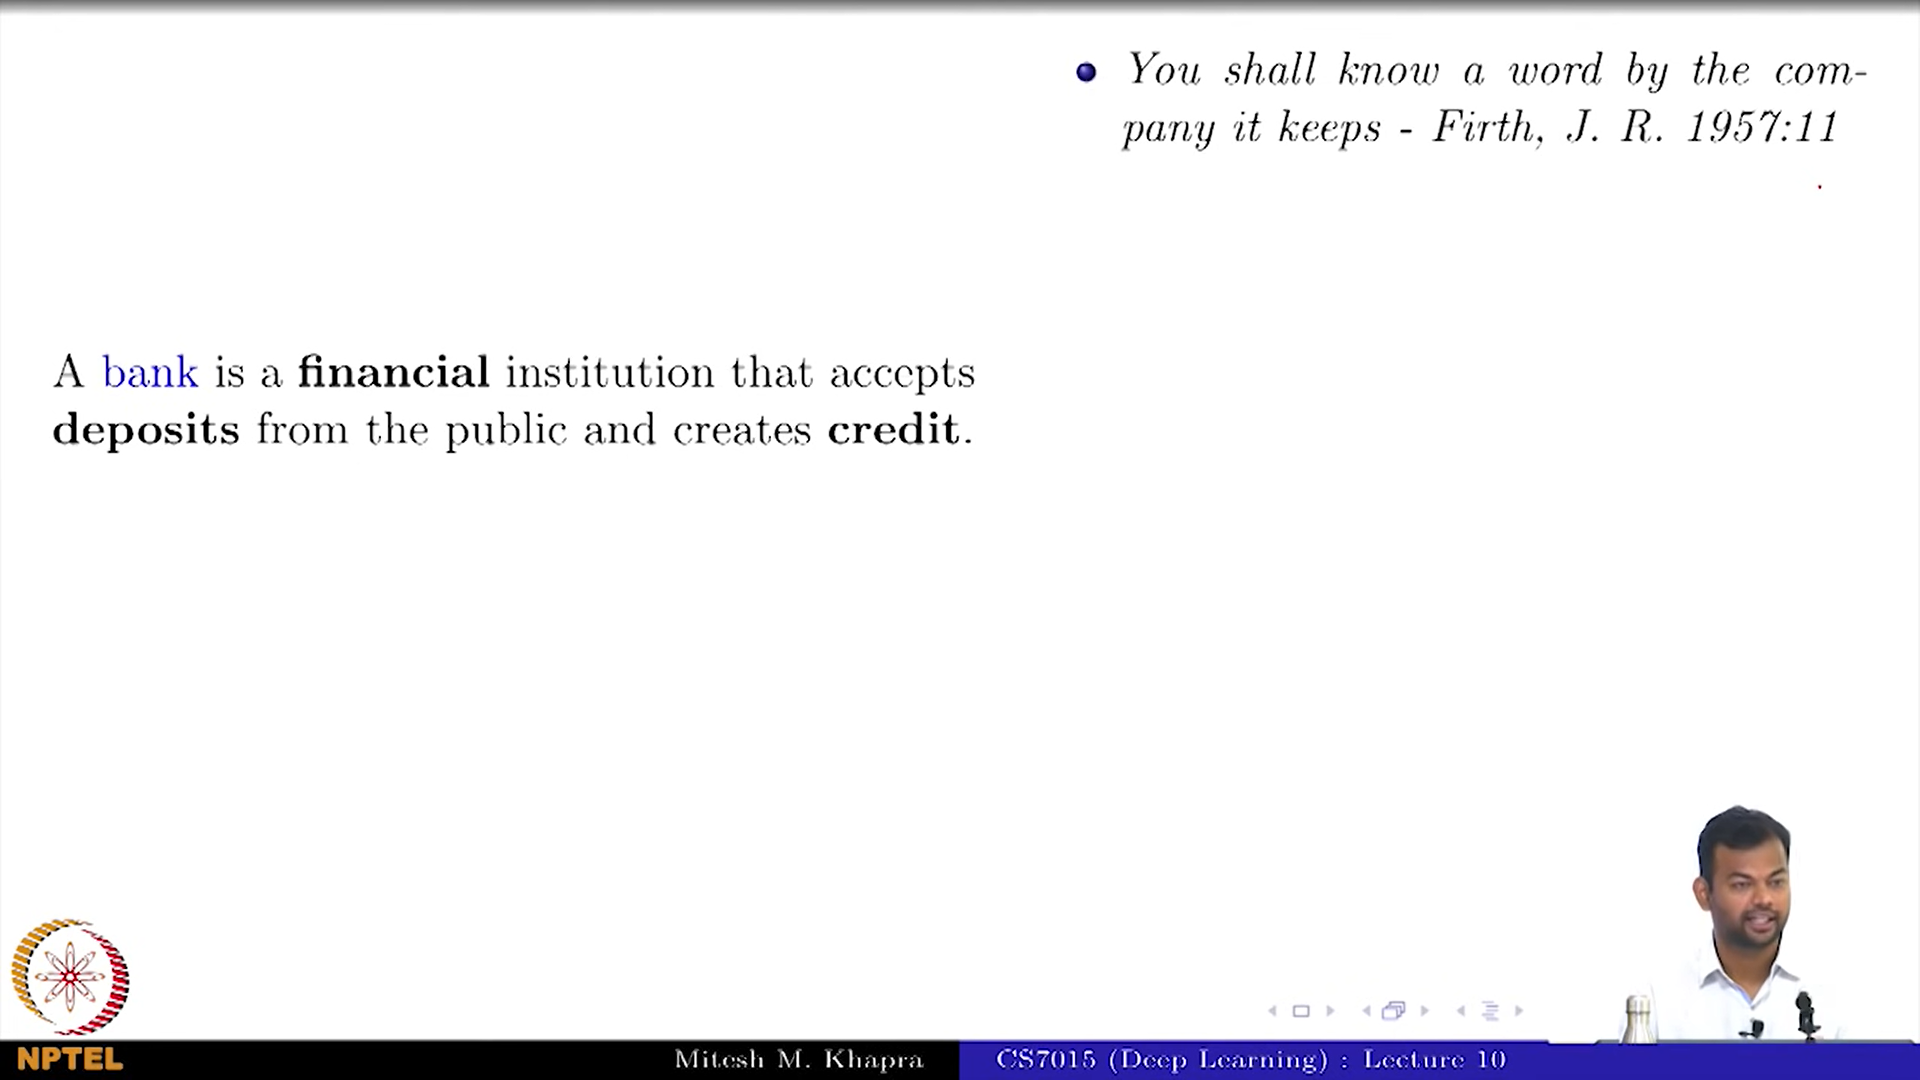 You shall know a word by the com-
pany it keeps - Firth, J. R. 1957:11
A bank is a financial institution that accepts
deposits from the public and creates credit.
NPTEL
Mitesh M. Khapra
CS7015 (Deep Learning) : Lecture 10